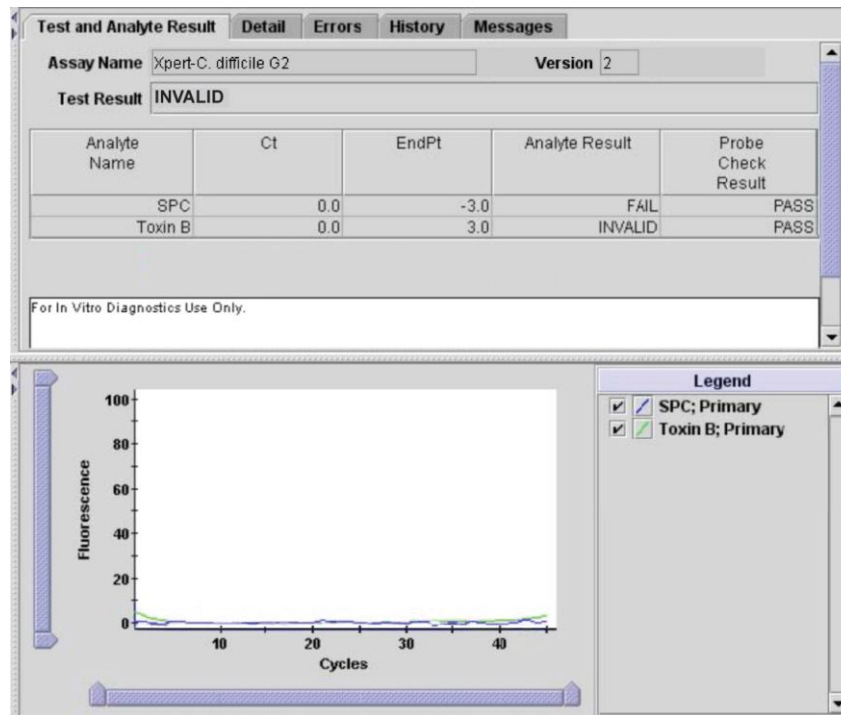 Test and Analyte Result Detail Errors History Messages
Assay Name Xpert-C. difficile G2 Version 2
Test Result INVALID
Analyte Name Ct EndPt Analyte Result Probe Check Result
SPC 0.0 -3.0 FAIL PASS
Toxin B 0.0 3.0 INVALID PASS
For In Vitro Diagnostics Use Only.
Legend
SPC; Primary
Toxin B; Primary
Fluorescence
100
80
60
40
20
0
10 20 30 40
Cycles